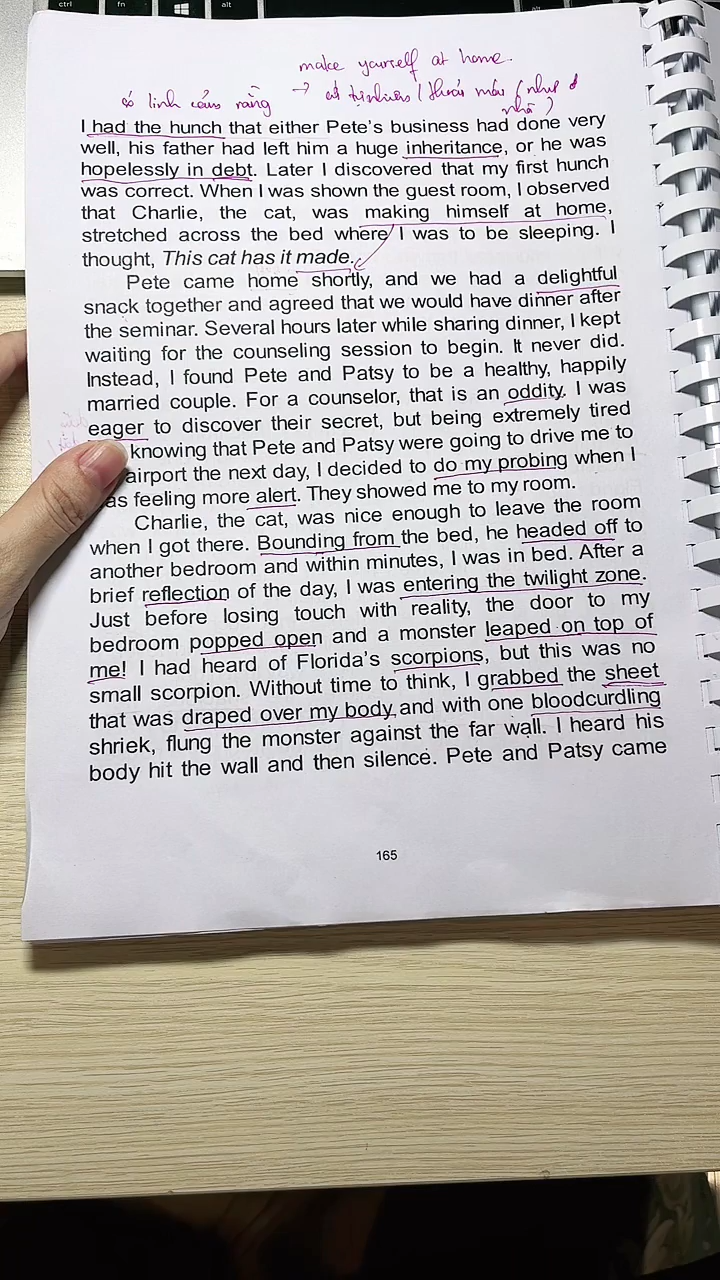 ctrl fn alt alt
make yourself at home.
có linh cảm rằng → cứ tự nhiên / thoải mái ( như ở
nhà )
I had the hunch that either Pete's business had done very
well, his father had left him a huge inheritance, or he was
hopelessly in debt. Later I discovered that my first hunch
was correct. When I was shown the guest room, I observed
that Charlie, the cat, was making himself at home,
stretched across the bed where I was to be sleeping. I
thought, This cat has it made.
Pete came home shortly, and we had a delightful
snack together and agreed that we would have dinner after
the seminar. Several hours later while sharing dinner, I kept
waiting for the counseling session to begin. It never did.
Instead, I found Pete and Patsy to be a healthy, happily
married couple. For a counselor, that is an oddity. I was
eager to discover their secret, but being extremely tired
knowing that Pete and Patsy were going to drive me to
airport the next day, I decided to do my probing when I
as feeling more alert. They showed me to my room.
Charlie, the cat, was nice enough to leave the room
when I got there. Bounding from the bed, he headed off to
another bedroom and within minutes, I was in bed. After a
brief reflection of the day, I was entering the twilight zone.
Just before losing touch with reality, the door to my
bedroom popped open and a monster leaped on top of
me! I had heard of Florida's scorpions, but this was no
small scorpion. Without time to think, I grabbed the sheet
that was draped over my body and with one bloodcurdling
shriek, flung the monster against the far wall. I heard his
body hit the wall and then silence. Pete and Patsy came
165